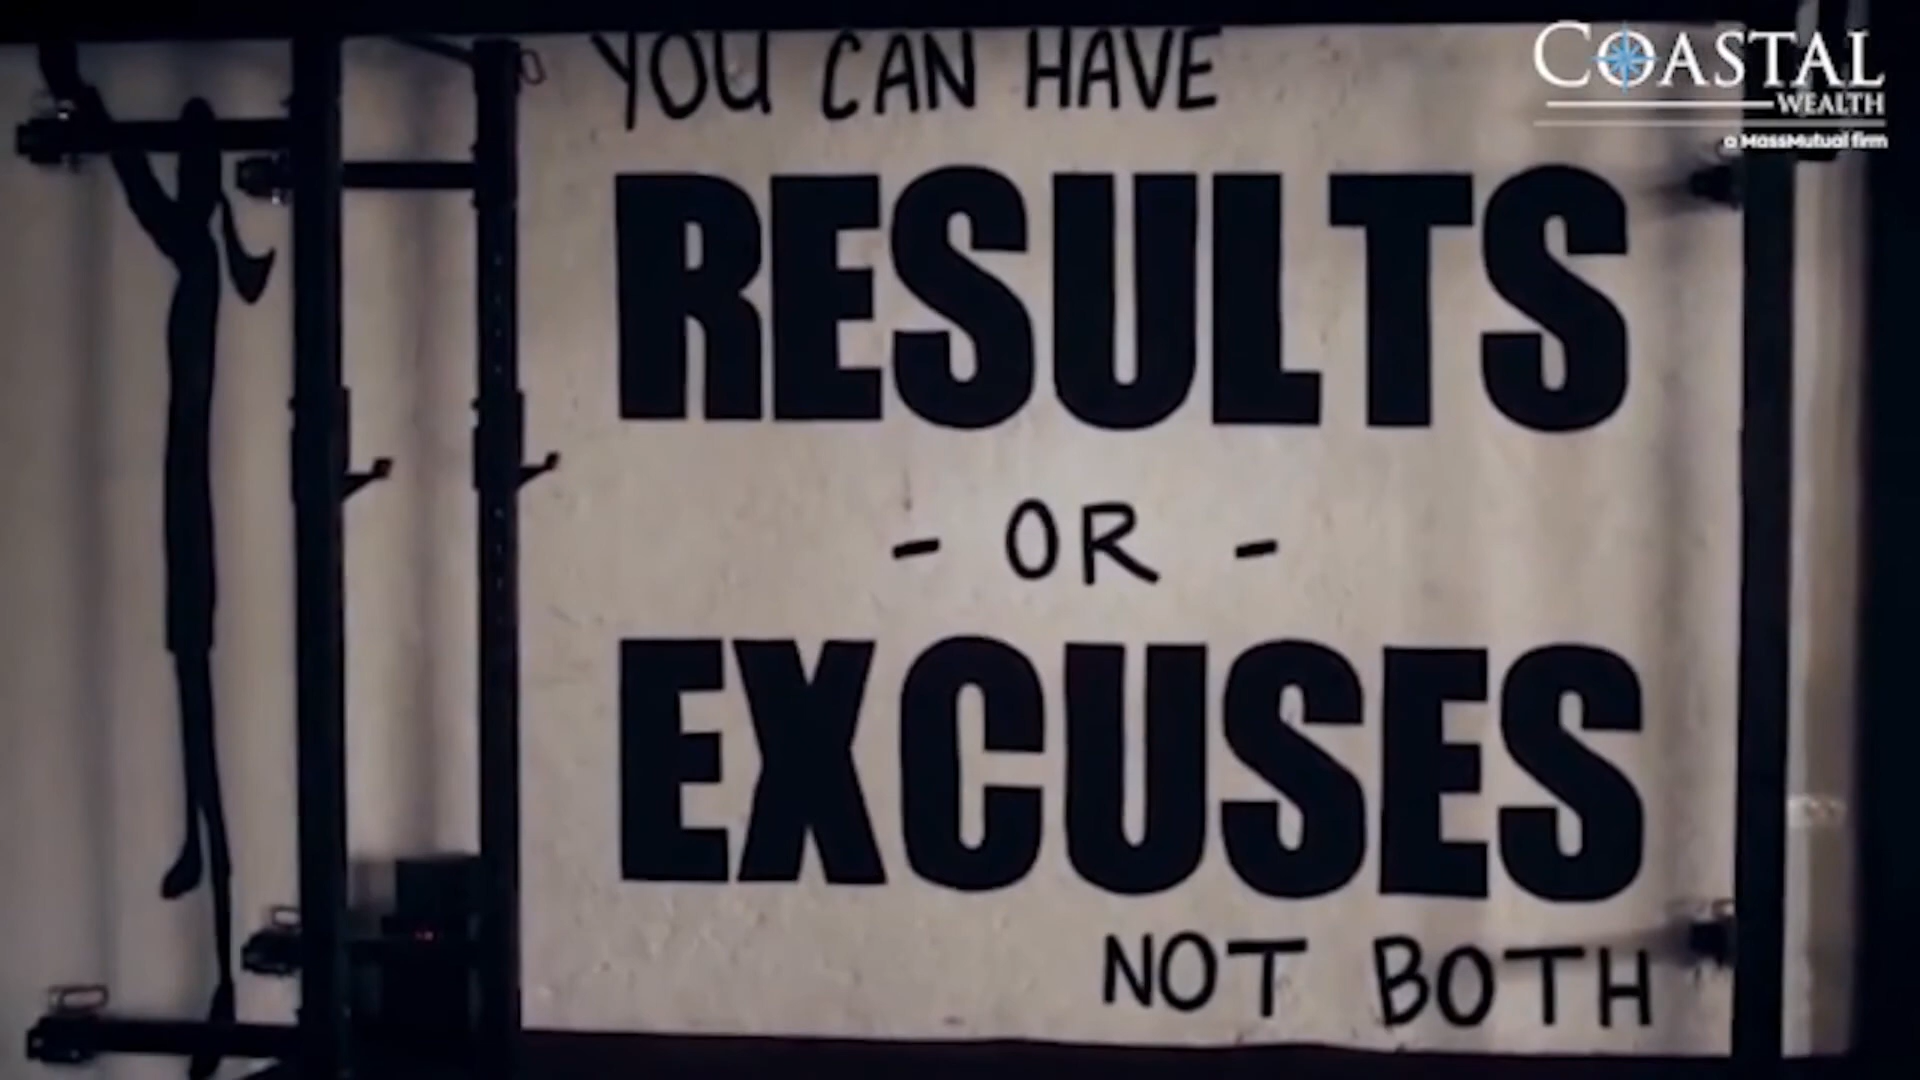 YOU CAN HAVE
RESULTS
- OR -
EXCUSES
NOT BOTH
COASTAL
WEALTH
a MassMutual firm